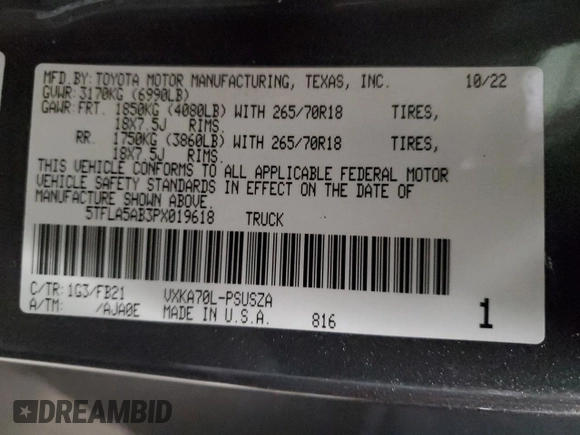 MFD.BY: TOYOTA MOTOR MANUFACTURING, TEXAS, INC. 10/22
GVWR: 3170KG (6990LB)
GAWR: FRT. 1850KG (4080LB) WITH 265/70R18 TIRES,
18X7.5J RIMS.
RR. 1750KG (3860LB) WITH 265/70R18 TIRES,
18X7.5J RIMS.
THIS VEHICLE CONFORMS TO ALL APPLICABLE FEDERAL MOTOR
VEHICLE SAFETY STANDARDS IN EFFECT ON THE DATE OF
MANUFACTURE SHOWN ABOVE.
5TFLA5AB3PX019618 TRUCK
C/TR: 1G3/FB21 VXKA70L-PSUSZA
A/TM: /AJA0E MADE IN U.S.A. 816 1
DREAMBID